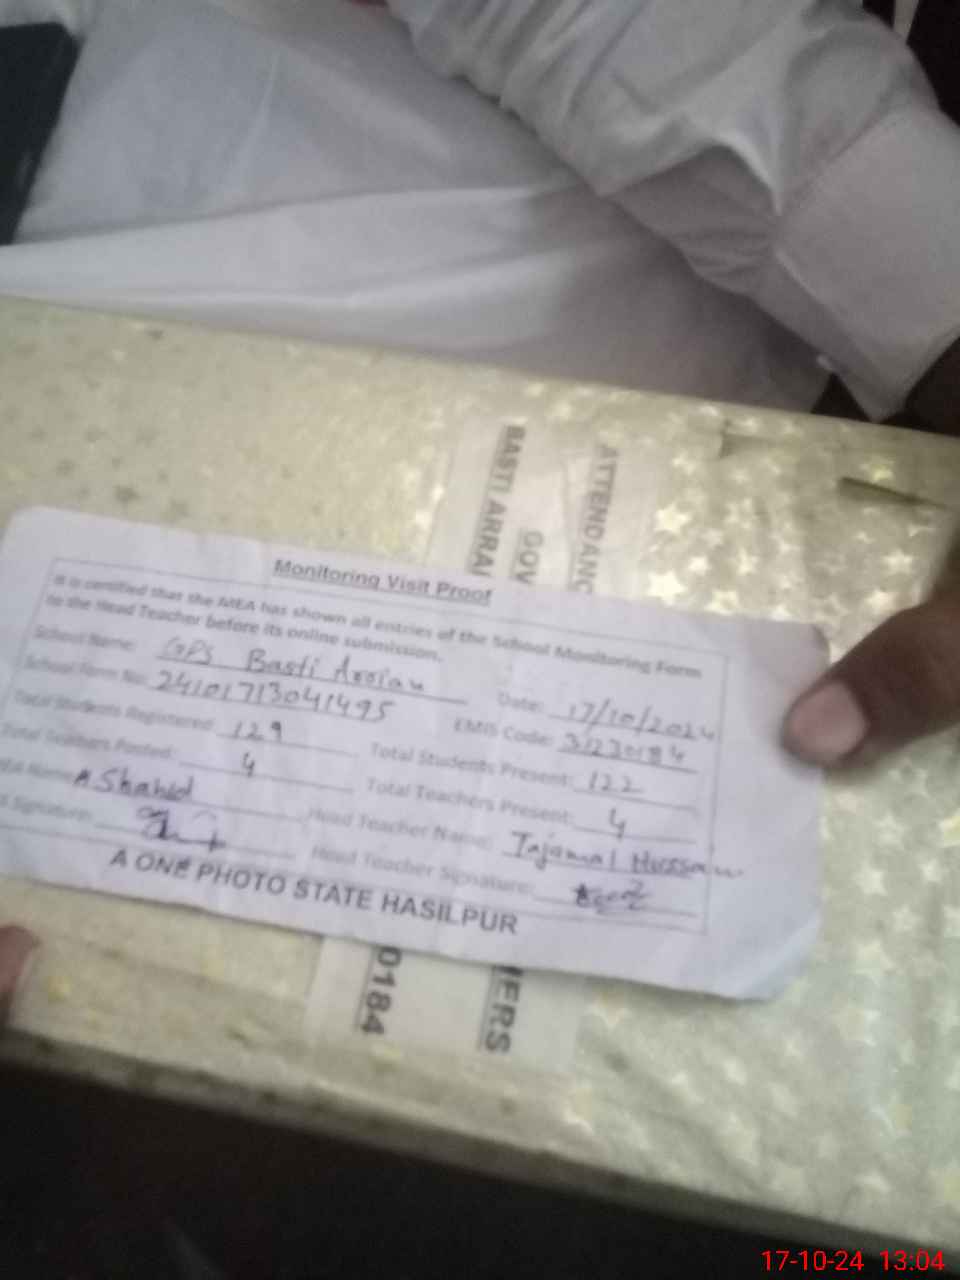 ATTENDANC
GOV
BASTI ARRAI
Monitoring Visit Proof
It is certified that the MEA has shown all entries of the School Monitoring Form
to the Head Teacher before its online submission.
School Name: GPS Basti Arrian Date: 17/10/2024
School Form No: 24101713041495 EMIS Code: 31230184
Total Students Registered: 129 Total Students Present: 122
Total Teachers Posted: 4 Total Teachers Present: 4
MEA Name: A Shahid Head Teacher Name: Tajamal Hussain
Signature: Head Teacher Signature:
A ONE PHOTO STATE HASILPUR
HERS
0184
17-10-24 13:04